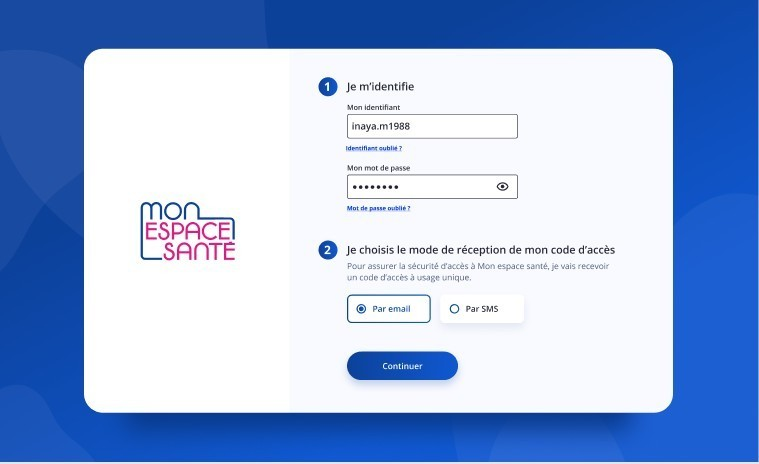 mon
ESPACE
SANTÉ
1 Je m'identifie
Mon identifiant
inaya.m1988
Identifiant oublié ?
Mon mot de passe
••••••••
Mot de passe oublié ?
2 Je choisis le mode de réception de mon code d'accès
Pour assurer la sécurité d'accès à Mon espace santé, je vais recevoir
un code d'accès à usage unique.
Par email
Par SMS
Continuer